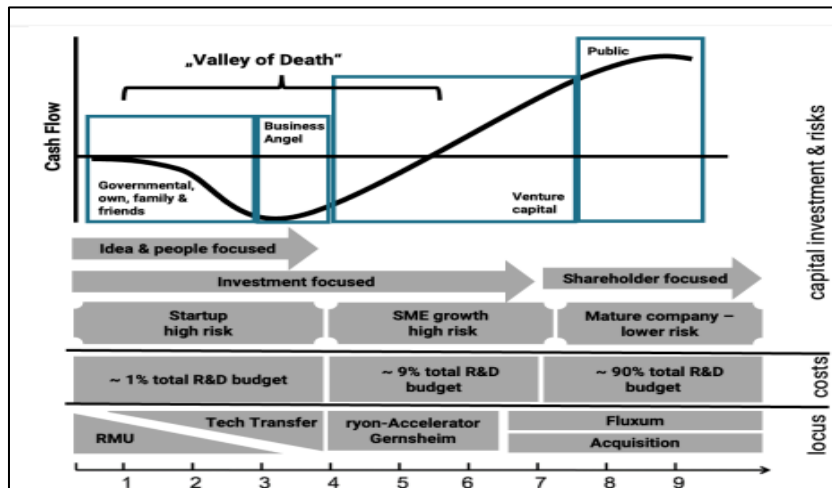 „Valley of Death“
Public
Cash Flow
Business
Angel
Governmental,
own, family &
friends
Venture
capital
capital investment & risks
Idea & people focused
Investment focused
Shareholder focused
Startup
high risk
SME growth
high risk
Mature company –
lower risk
~ 1% total R&D budget
~ 9% total R&D
budget
~ 90% total R&D
budget
costs
RMU
Tech Transfer
ryon-Accelerator
Gernsheim
Fluxum
Acquisition
locus
1 2 3 4 5 6 7 8 9